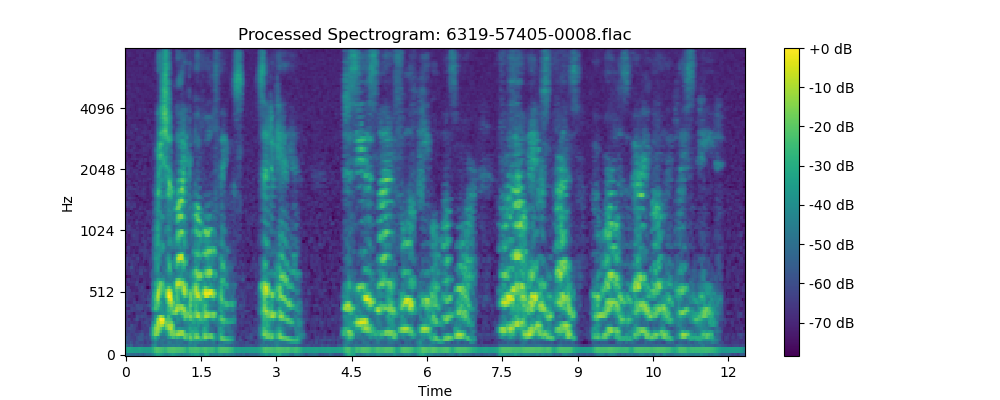 Processed Spectrogram: 6319-57405-0008.flac
Hz
4096
2048
1024
512
0
0 1.5 3 4.5 6 7.5 9 10 12
Time
+0 dB
-10 dB
-20 dB
-30 dB
-40 dB
-50 dB
-60 dB
-70 dB